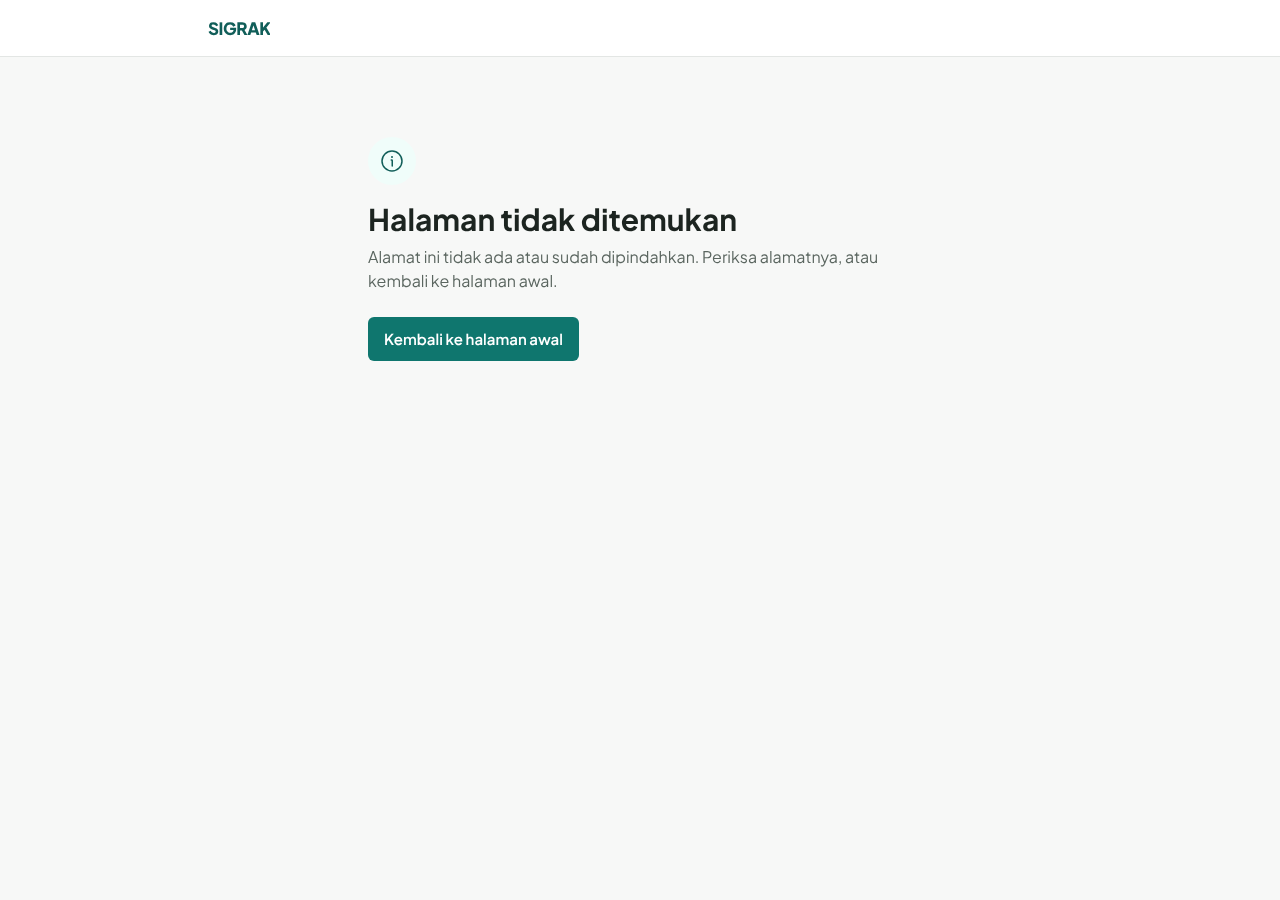 SIGRAK
Halaman tidak ditemukan
Alamat ini tidak ada atau sudah dipindahkan. Periksa alamatnya, atau
kembali ke halaman awal.
Kembali ke halaman awal